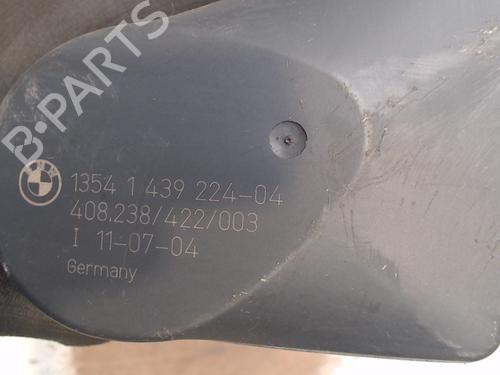 B-PARTS
1354 1 439 224-04
408.238/422/003
I 11-07-04
Germany